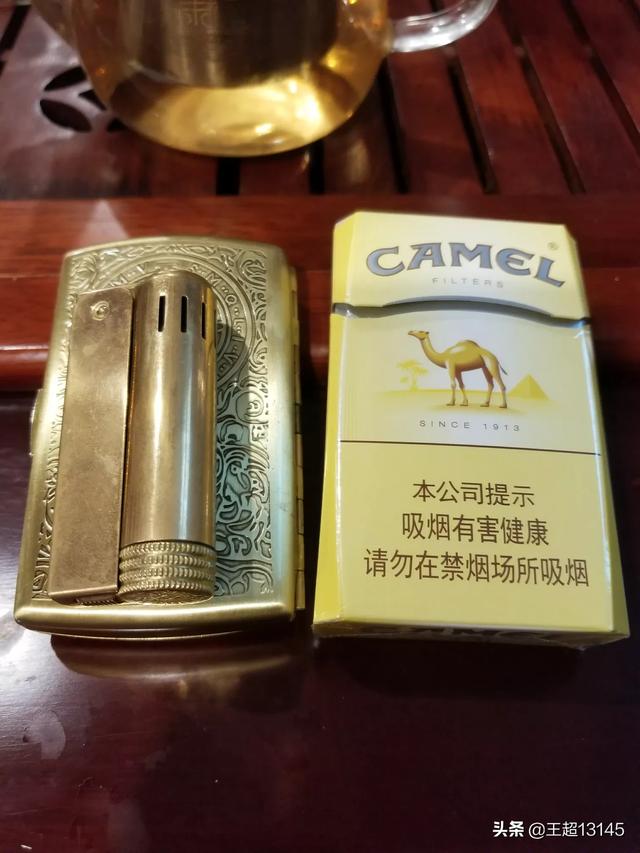 CAMEL®
FILTERS
SINCE 1913
本公司提示
吸烟有害健康
请勿在禁烟场所吸烟
头条 @王超13145